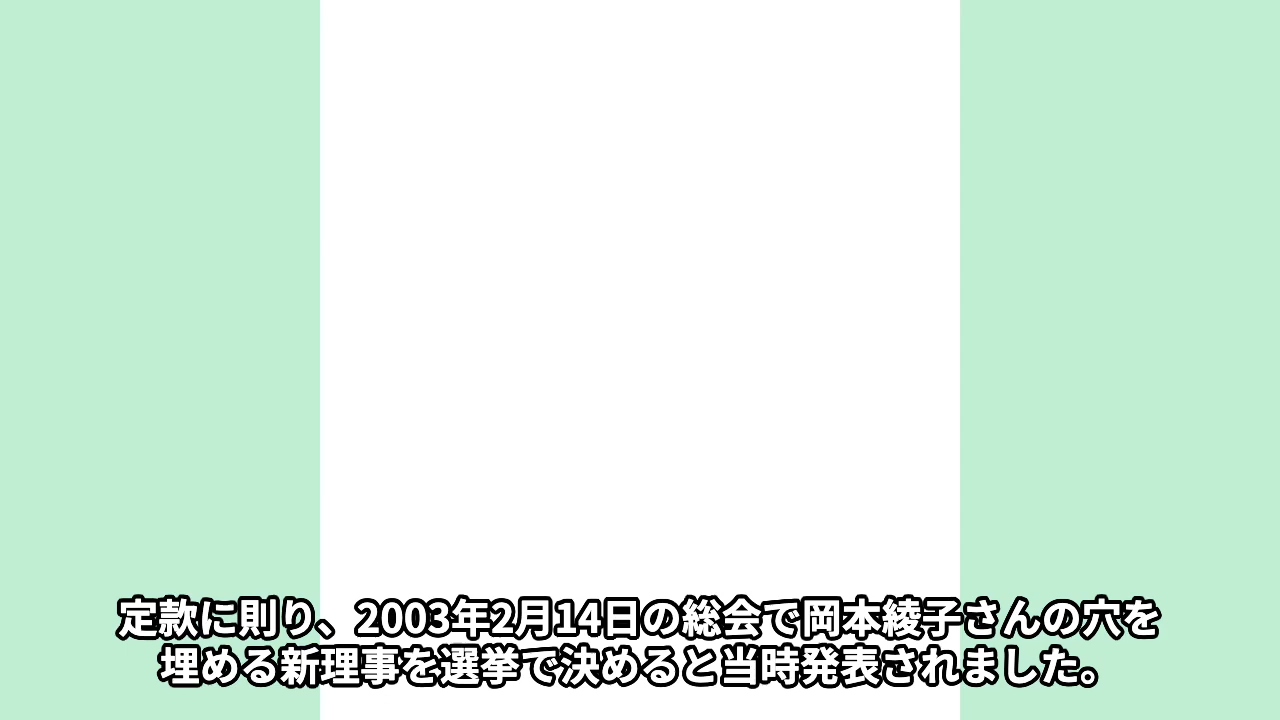 定款に則り、2003年2月14日の総会で岡本綾子さんの穴を
埋める新理事を選挙で決めると当時発表されました。